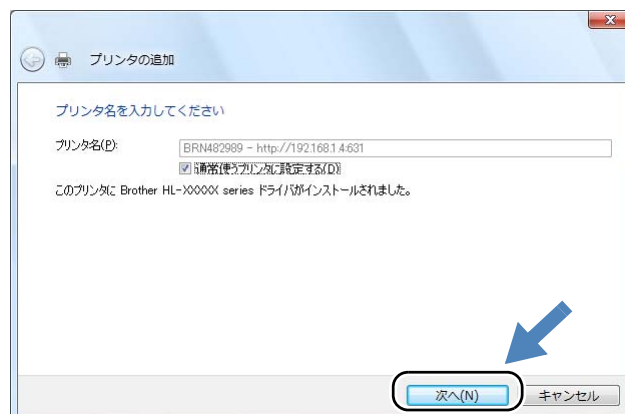 プリンタの追加
プリンタ名を入力してください
プリンタ名(P): BRN482989 - http://192.168.1.4:631
通常使うプリンタに設定する(D)
このプリンタに Brother HL-XXXXX series ドライバがインストールされました。
次へ(N) キャンセル